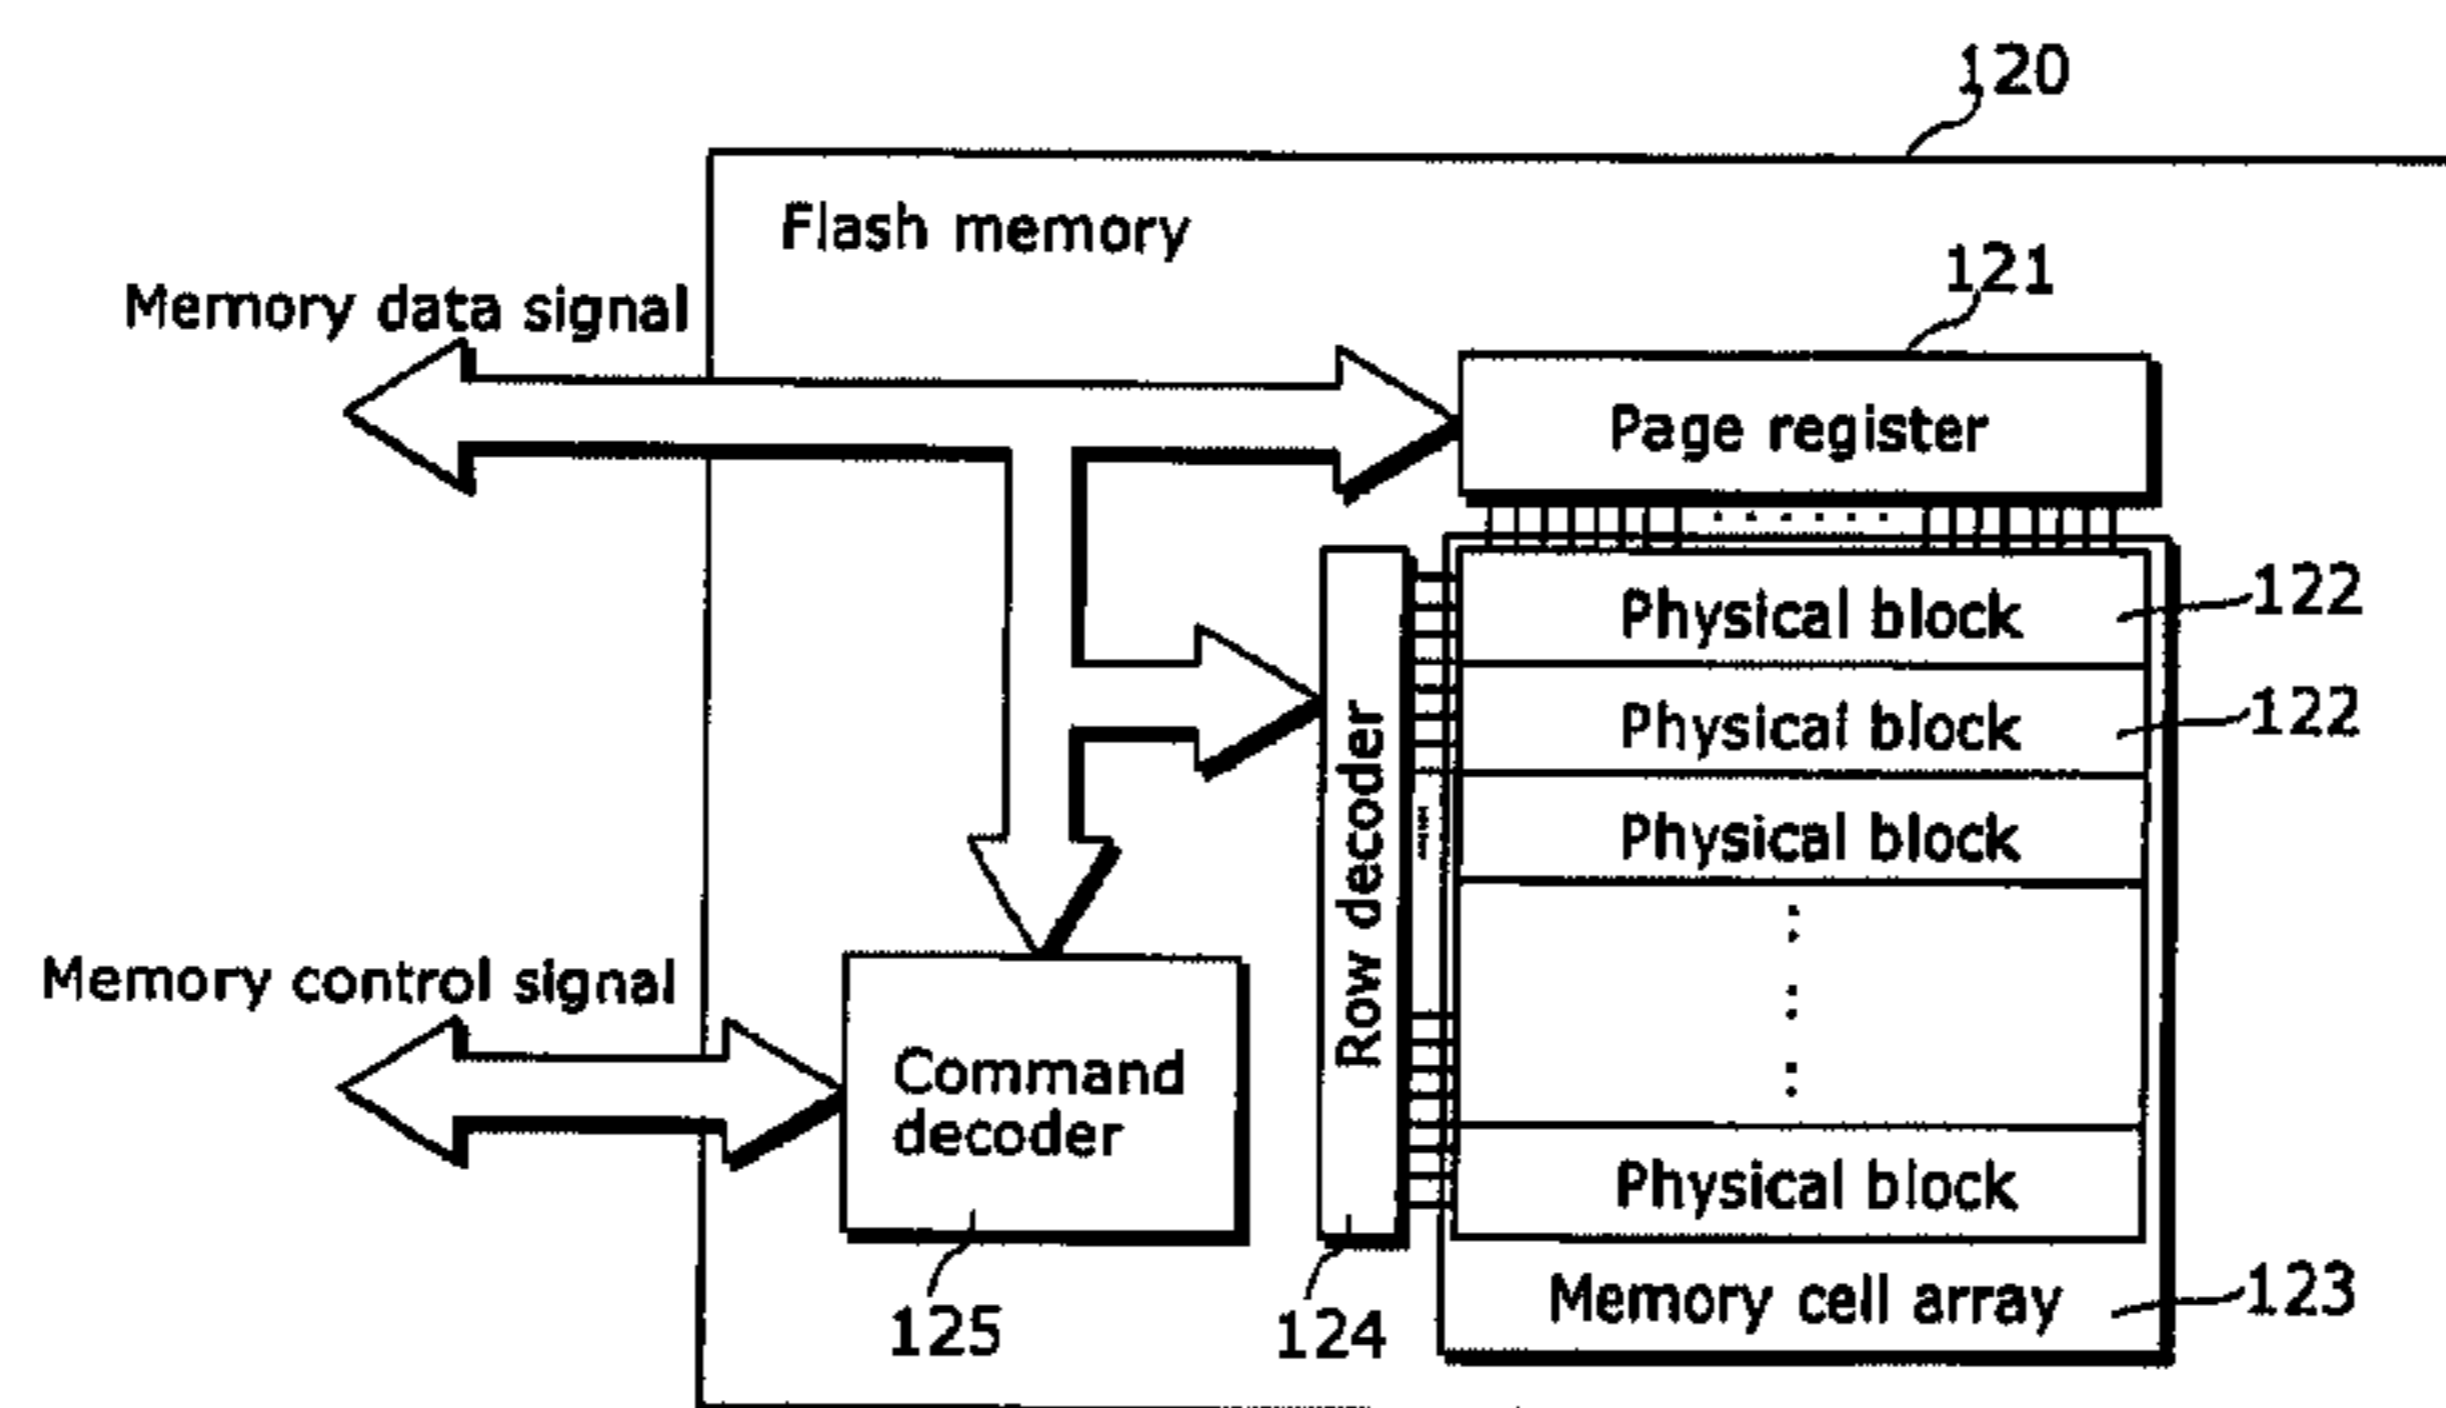 120
Flash memory
121
Memory data signal
Page register
Physical block
122
Physical block
122
Physical block
Row decoder
Memory control signal
Command
decoder
Physical block
Memory cell array
123
125
124